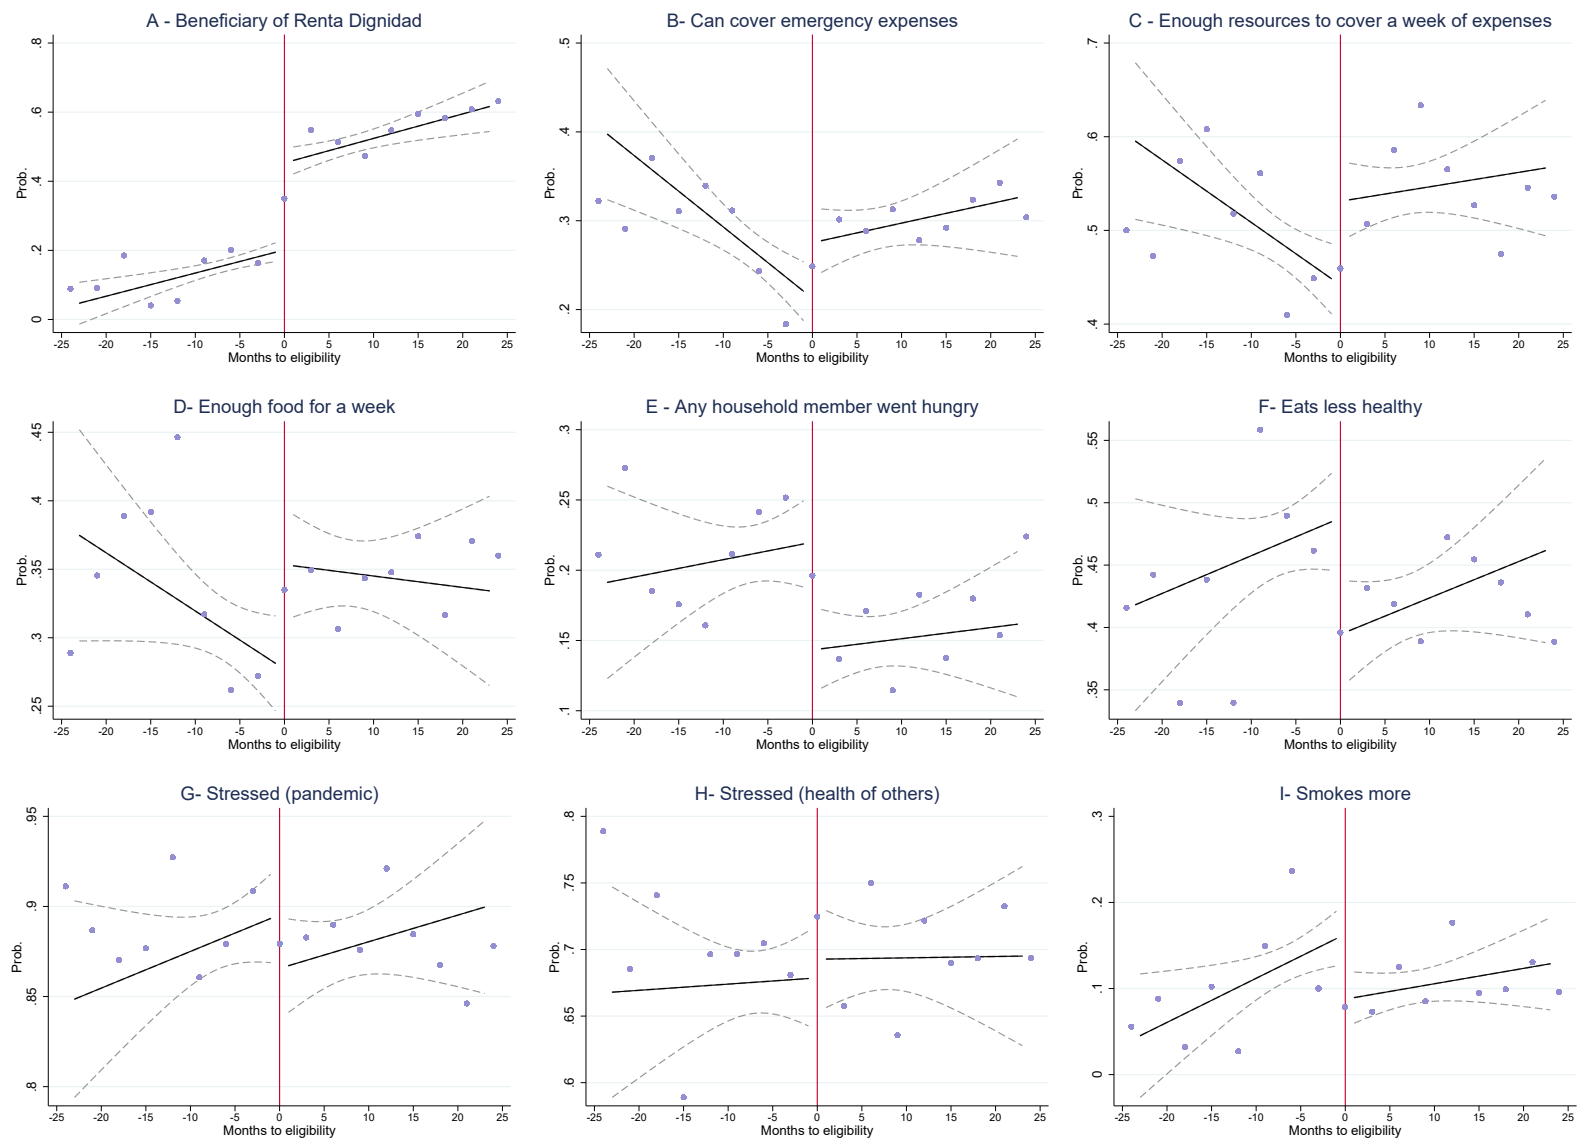 A - Beneficiary of Renta Dignidad
Prob.
0 .2 .4 .6 .8
-25 -20 -15 -10 -5 0 5 10 15 20 25
Months to eligibility
B- Can cover emergency expenses
Prob.
.2 .3 .4 .5
-25 -20 -15 -10 -5 0 5 10 15 20 25
Months to eligibility
C - Enough resources to cover a week of expenses
Prob.
.4 .5 .6 .7
-25 -20 -15 -10 -5 0 5 10 15 20 25
Months to eligibility
D- Enough food for a week
Prob.
.25 .3 .35 .4 .45
-25 -20 -15 -10 -5 0 5 10 15 20 25
Months to eligibility
E - Any household member went hungry
Prob.
.1 .15 .2 .25 .3
-25 -20 -15 -10 -5 0 5 10 15 20 25
Months to eligibility
F- Eats less healthy
Prob.
.35 .4 .45 .5 .55
-25 -20 -15 -10 -5 0 5 10 15 20 25
Months to eligibility
G- Stressed (pandemic)
Prob.
.8 .85 .9 .95
-25 -20 -15 -10 -5 0 5 10 15 20 25
Months to eligibility
H- Stressed (health of others)
Prob.
.6 .65 .7 .75 .8
-25 -20 -15 -10 -5 0 5 10 15 20 25
Months to eligibility
I- Smokes more
Prob.
0 .1 .2 .3
-25 -20 -15 -10 -5 0 5 10 15 20 25
Months to eligibility